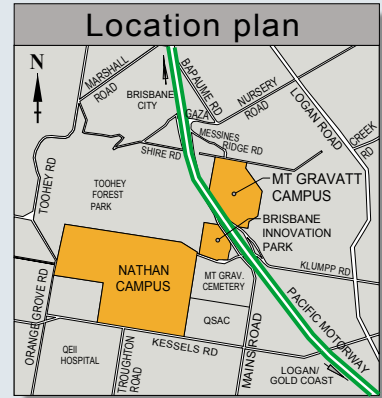 Location plan
N
MARSHALL
ROAD
BAPAUME RD
BRISBANE
CITY
GAZA
NURSERY
ROAD
LOGAN ROAD
CREEK
RD
MESSINES
RIDGE RD
SHIRE RD
TOOHEY RD
TOOHEY
FOREST
PARK
MT GRAVATT
CAMPUS
BRISBANE
INNOVATION
PARK
NATHAN
CAMPUS
MT GRAV.
CEMETERY
KLUMPP RD
ORANGE GROVE RD
QSAC
PACIFIC MOTORWAY
QEII
HOSPITAL
TROUGHTON
ROAD
KESSELS RD
MAINS ROAD
LOGAN/
GOLD COAST